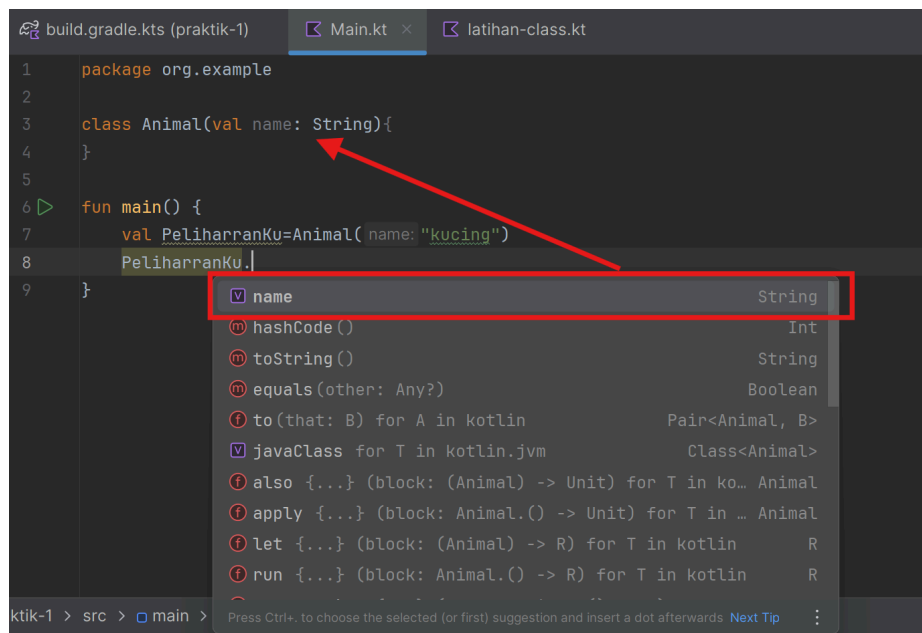 build.gradle.kts (praktik-1) Main.kt × latihan-class.kt
1 package org.example
2
3 class Animal(val name: String){
4 }
5
6 fun main() {
7 val PeliharranKu=Animal( name: "kucing")
8 PeliharranKu.
9 }
V name String
m hashCode() Int
m toString() String
m equals(other: Any?) Boolean
f to(that: B) for A in kotlin Pair<Animal, B>
V javaClass for T in kotlin.jvm Class<Animal>
f also {...} (block: (Animal) -> Unit) for T in ko… Animal
f apply {...} (block: Animal.() -> Unit) for T in … Animal
f let {...} (block: (Animal) -> R) for T in kotlin R
f run {...} (block: Animal.() -> R) for T in kotlin R
Press Ctrl+. to choose the selected (or first) suggestion and insert a dot afterwards Next Tip
ktik-1 > src > main >